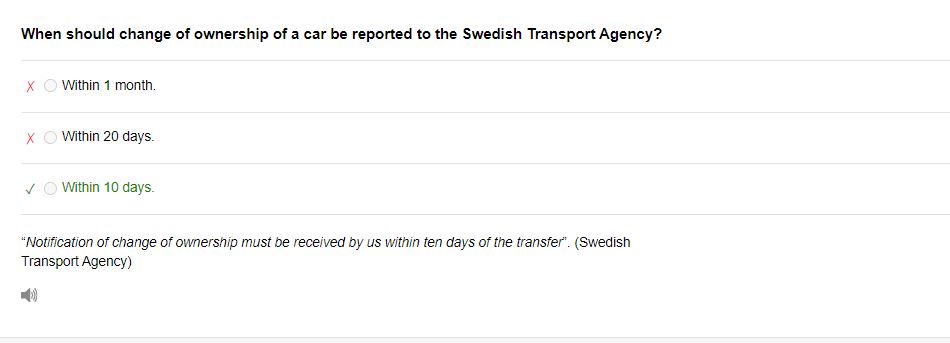 When should change of ownership of a car be reported to the Swedish Transport Agency?
Within 1 month.
Within 20 days.
Within 10 days.
“Notification of change of ownership must be received by us within ten days of the transfer”. (Swedish
Transport Agency)